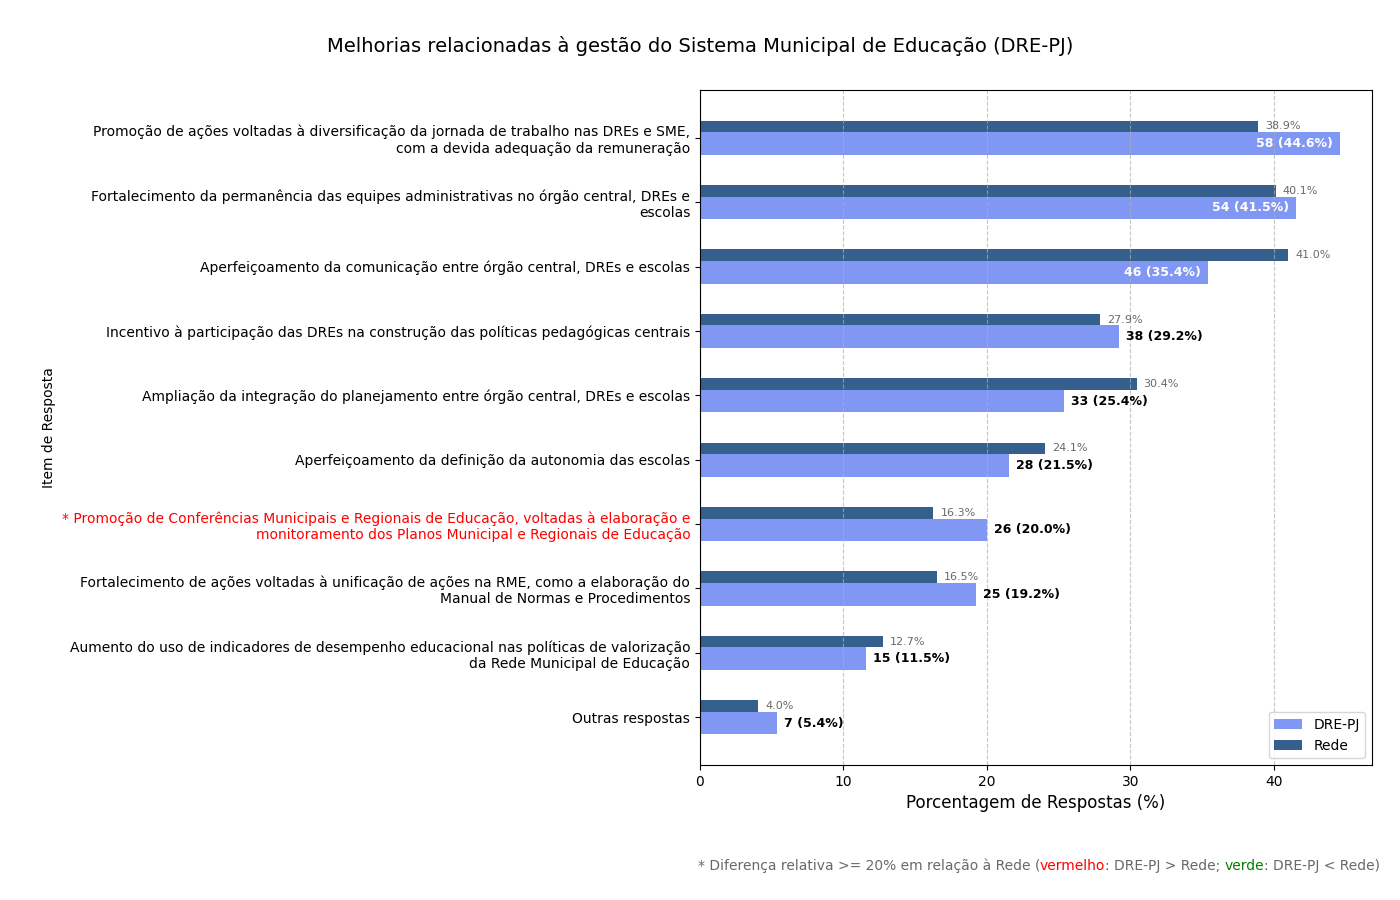 Melhorias relacionadas à gestão do Sistema Municipal de Educação (DRE-PJ)
Item de Resposta
Promoção de ações voltadas à diversificação da jornada de trabalho nas DREs e SME,
com a devida adequação da remuneração
38.9%
58 (44.6%)
Fortalecimento da permanência das equipes administrativas no órgão central, DREs e
escolas
40.1%
54 (41.5%)
Aperfeiçoamento da comunicação entre órgão central, DREs e escolas
41.0%
46 (35.4%)
Incentivo à participação das DREs na construção das políticas pedagógicas centrais
27.9%
38 (29.2%)
Ampliação da integração do planejamento entre órgão central, DREs e escolas
30.4%
33 (25.4%)
Aperfeiçoamento da definição da autonomia das escolas
24.1%
28 (21.5%)
* Promoção de Conferências Municipais e Regionais de Educação, voltadas à elaboração e
monitoramento dos Planos Municipal e Regionais de Educação
16.3%
26 (20.0%)
Fortalecimento de ações voltadas à unificação de ações na RME, como a elaboração do
Manual de Normas e Procedimentos
16.5%
25 (19.2%)
Aumento do uso de indicadores de desempenho educacional nas políticas de valorização
da Rede Municipal de Educação
12.7%
15 (11.5%)
Outras respostas
4.0%
7 (5.4%)
DRE-PJ
Rede
0 10 20 30 40
Porcentagem de Respostas (%)
* Diferença relativa >= 20% em relação à Rede (vermelho: DRE-PJ > Rede; verde: DRE-PJ < Rede)